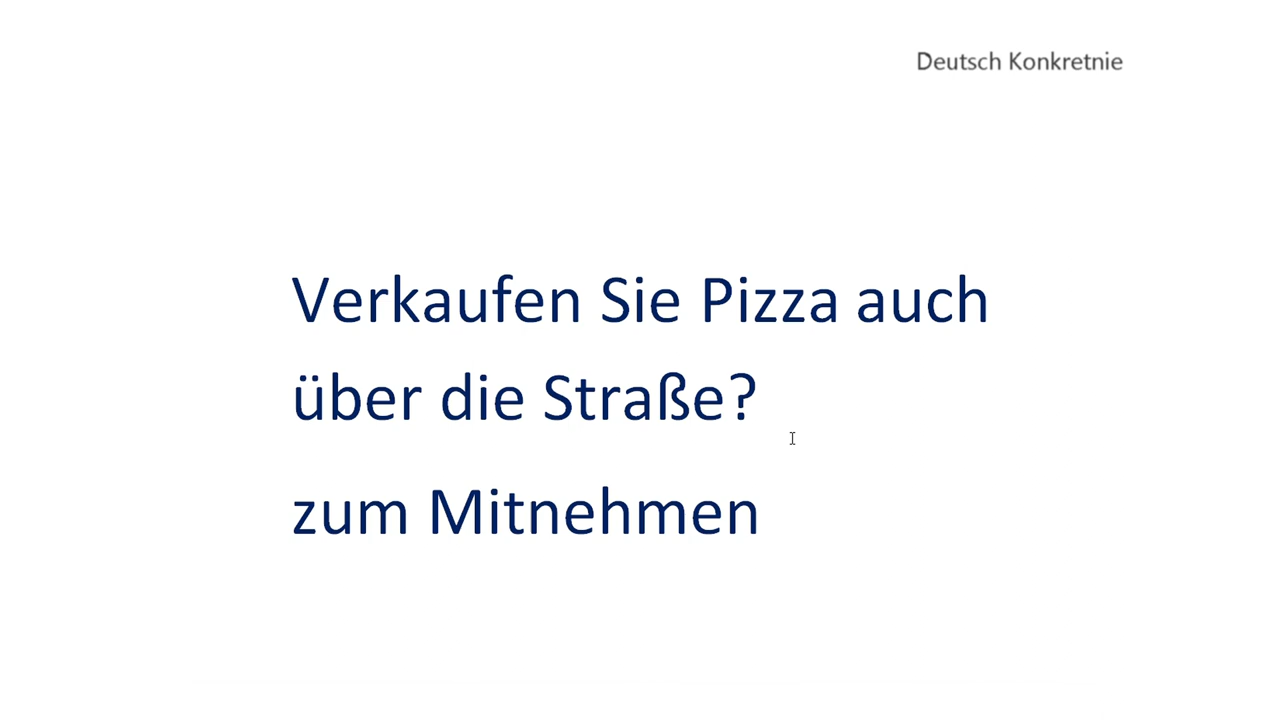 Deutsch Konkretnie
Verkaufen Sie Pizza auch
über die Straße?
zum Mitnehmen